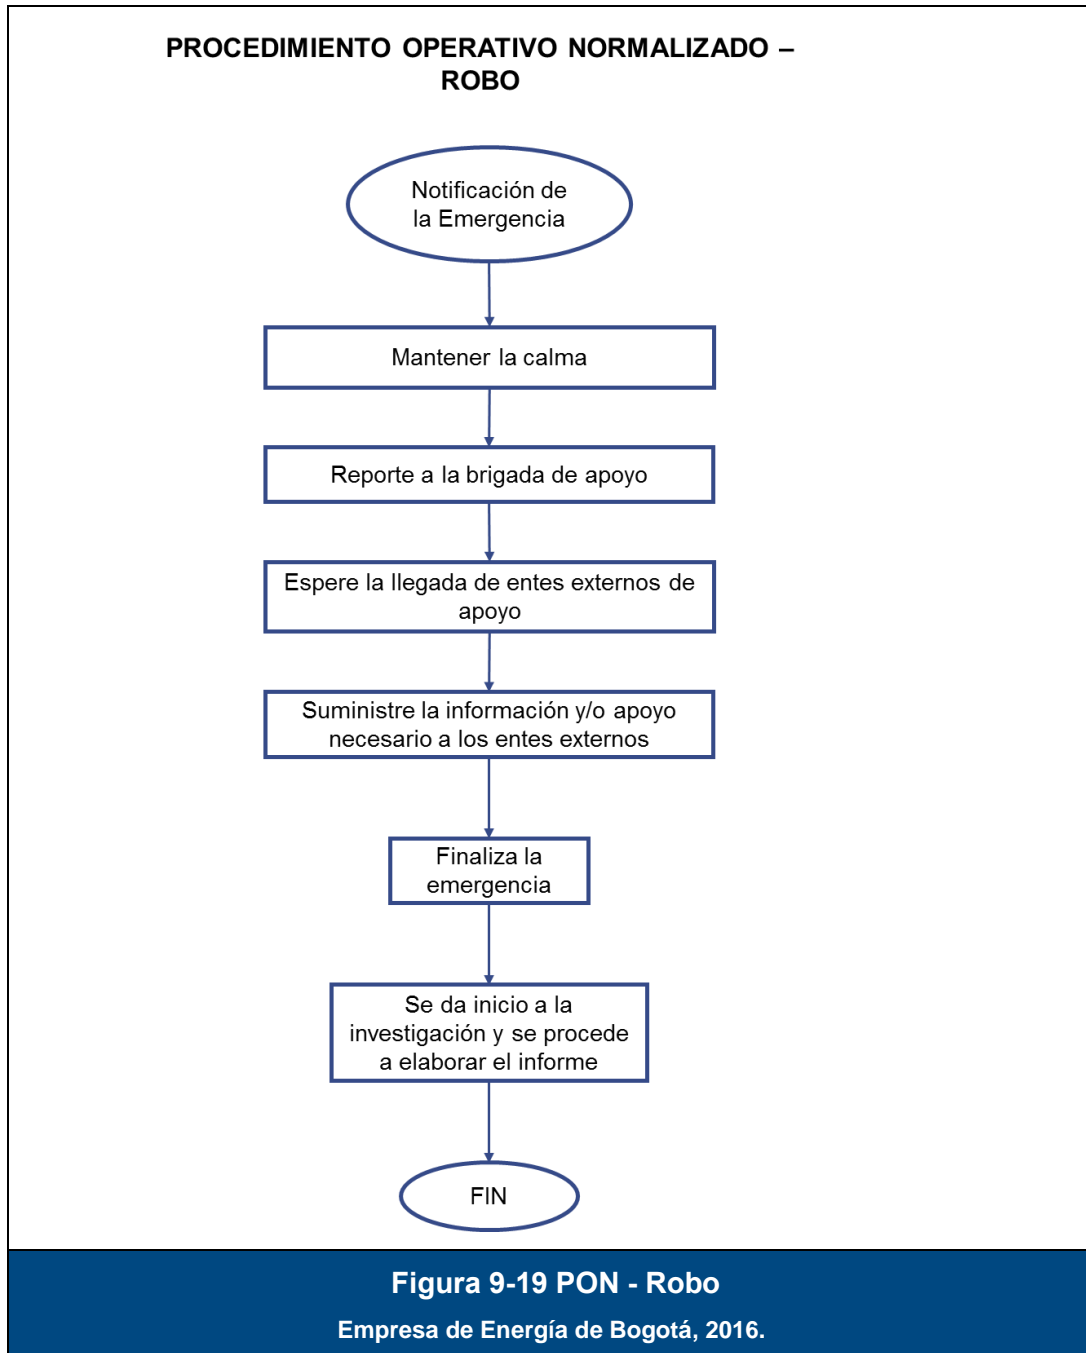 PROCEDIMIENTO OPERATIVO NORMALIZADO –
ROBO
Notificación de
la Emergencia
Mantener la calma
Reporte a la brigada de apoyo
Espere la llegada de entes externos de
apoyo
Suministre la información y/o apoyo
necesario a los entes externos
Finaliza la
emergencia
Se da inicio a la
investigación y se procede
a elaborar el informe
FIN
Figura 9-19 PON - Robo
Empresa de Energía de Bogotá, 2016.